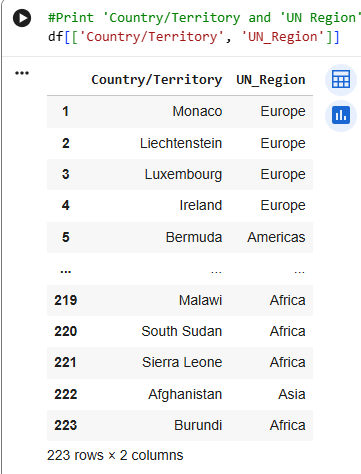 #Print 'Country/Territory and 'UN Region'
df[['Country/Territory', 'UN_Region']]
Country/Territory UN_Region
1 Monaco Europe
2 Liechtenstein Europe
3 Luxembourg Europe
4 Ireland Europe
5 Bermuda Americas
... ... ...
219 Malawi Africa
220 South Sudan Africa
221 Sierra Leone Africa
222 Afghanistan Asia
223 Burundi Africa
223 rows × 2 columns